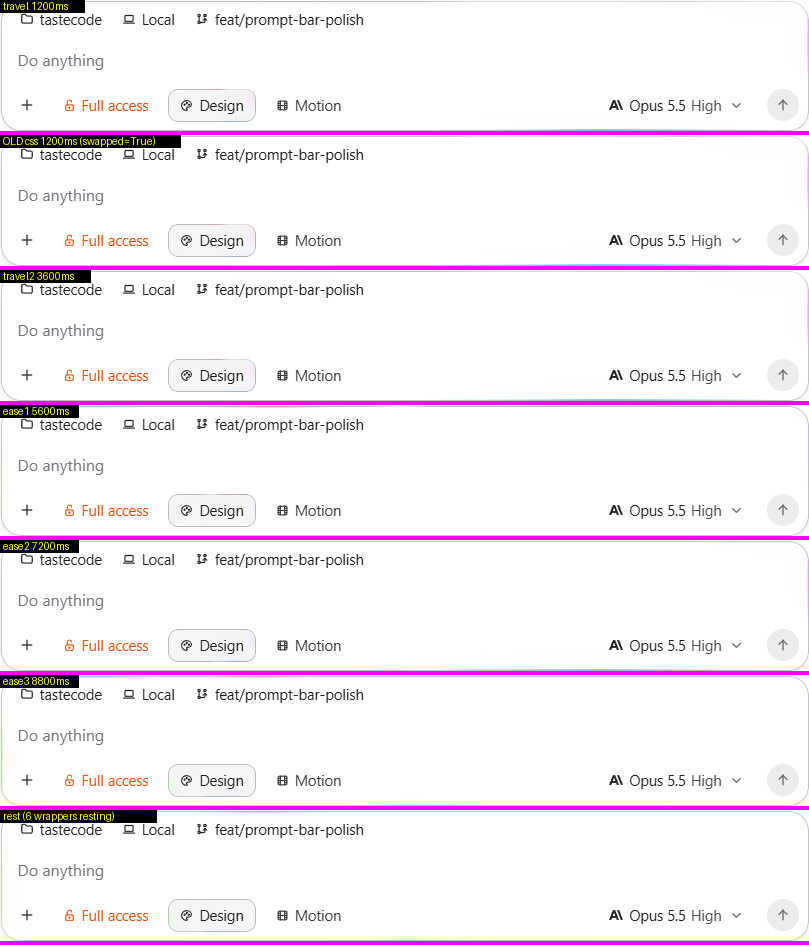 travel 1200ms
tastecode Local feat/prompt-bar-polish
Do anything
+ Full access Design Motion Opus 5.5 High
OLD css 1200ms (swapped=True)
tastecode Local feat/prompt-bar-polish
Do anything
+ Full access Design Motion Opus 5.5 High
travel2 3600ms
tastecode Local feat/prompt-bar-polish
Do anything
+ Full access Design Motion Opus 5.5 High
ease1 5600ms
tastecode Local feat/prompt-bar-polish
Do anything
+ Full access Design Motion Opus 5.5 High
ease2 7200ms
tastecode Local feat/prompt-bar-polish
Do anything
+ Full access Design Motion Opus 5.5 High
ease3 8800ms
tastecode Local feat/prompt-bar-polish
Do anything
+ Full access Design Motion Opus 5.5 High
rest (6 wrappers resting)
tastecode Local feat/prompt-bar-polish
Do anything
+ Full access Design Motion Opus 5.5 High